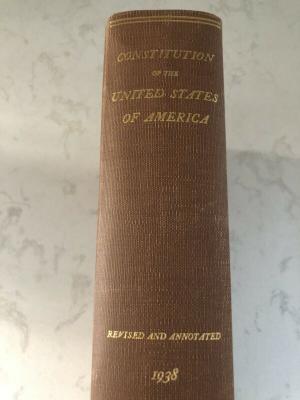 CONSTITUTION
OF THE
UNITED STATES
OF AMERICA
REVISED AND ANNOTATED
1938